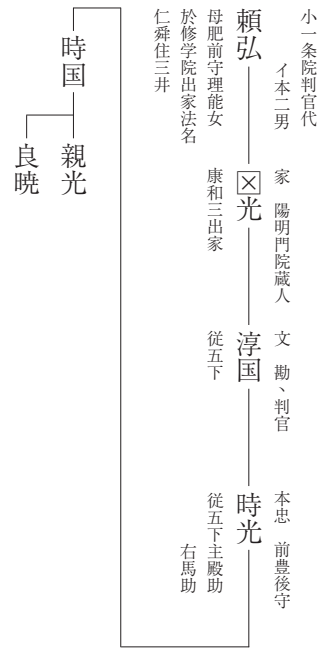 小一条院判官代
イ本二男
頼弘
母肥前守理能女
於修学院出家法名
仁舜住三井
家 陽明門院蔵人
☒光
康和三出家
文 勘、判官
淳国
従五下
本忠 前豊後守
時光
従五下主殿助
右馬助
時国
親光
良暁